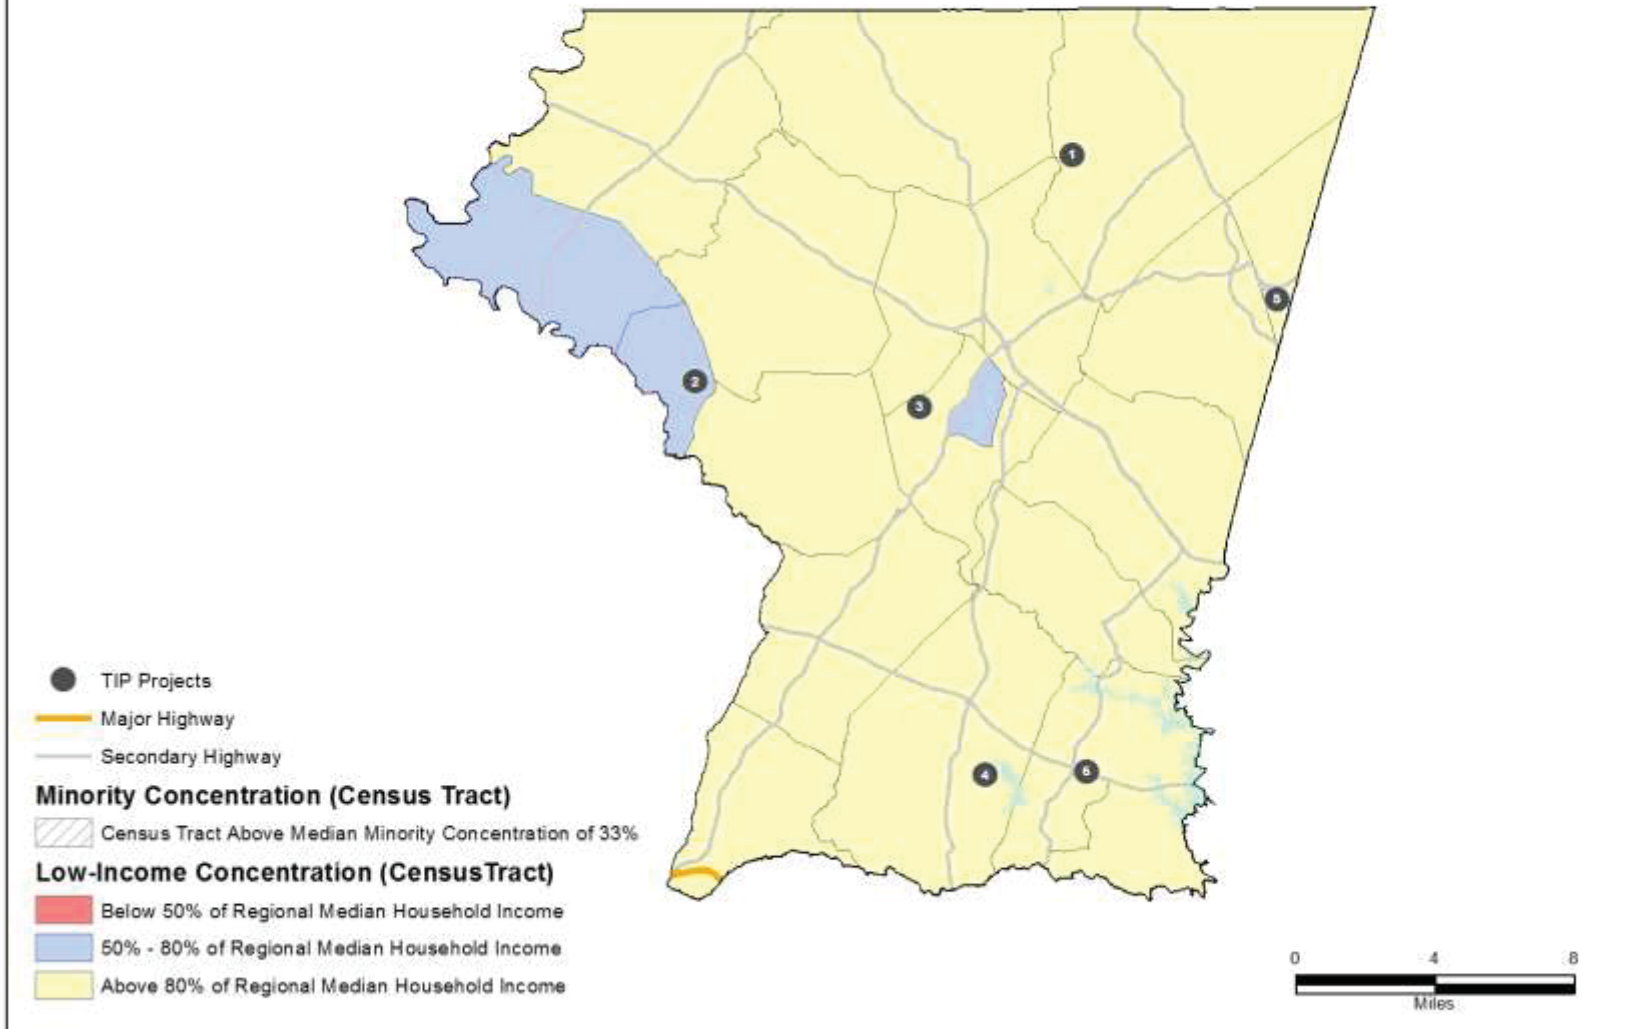 1
5
2
3
TIP Projects
Major Highway
Secondary Highway
4
6
Minority Concentration (Census Tract)
Census Tract Above Median Minority Concentration of 33%
Low-Income Concentration (CensusTract)
Below 50% of Regional Median Household Income
50% - 80% of Regional Median Household Income
Above 80% of Regional Median Household Income
0 4 8
Miles